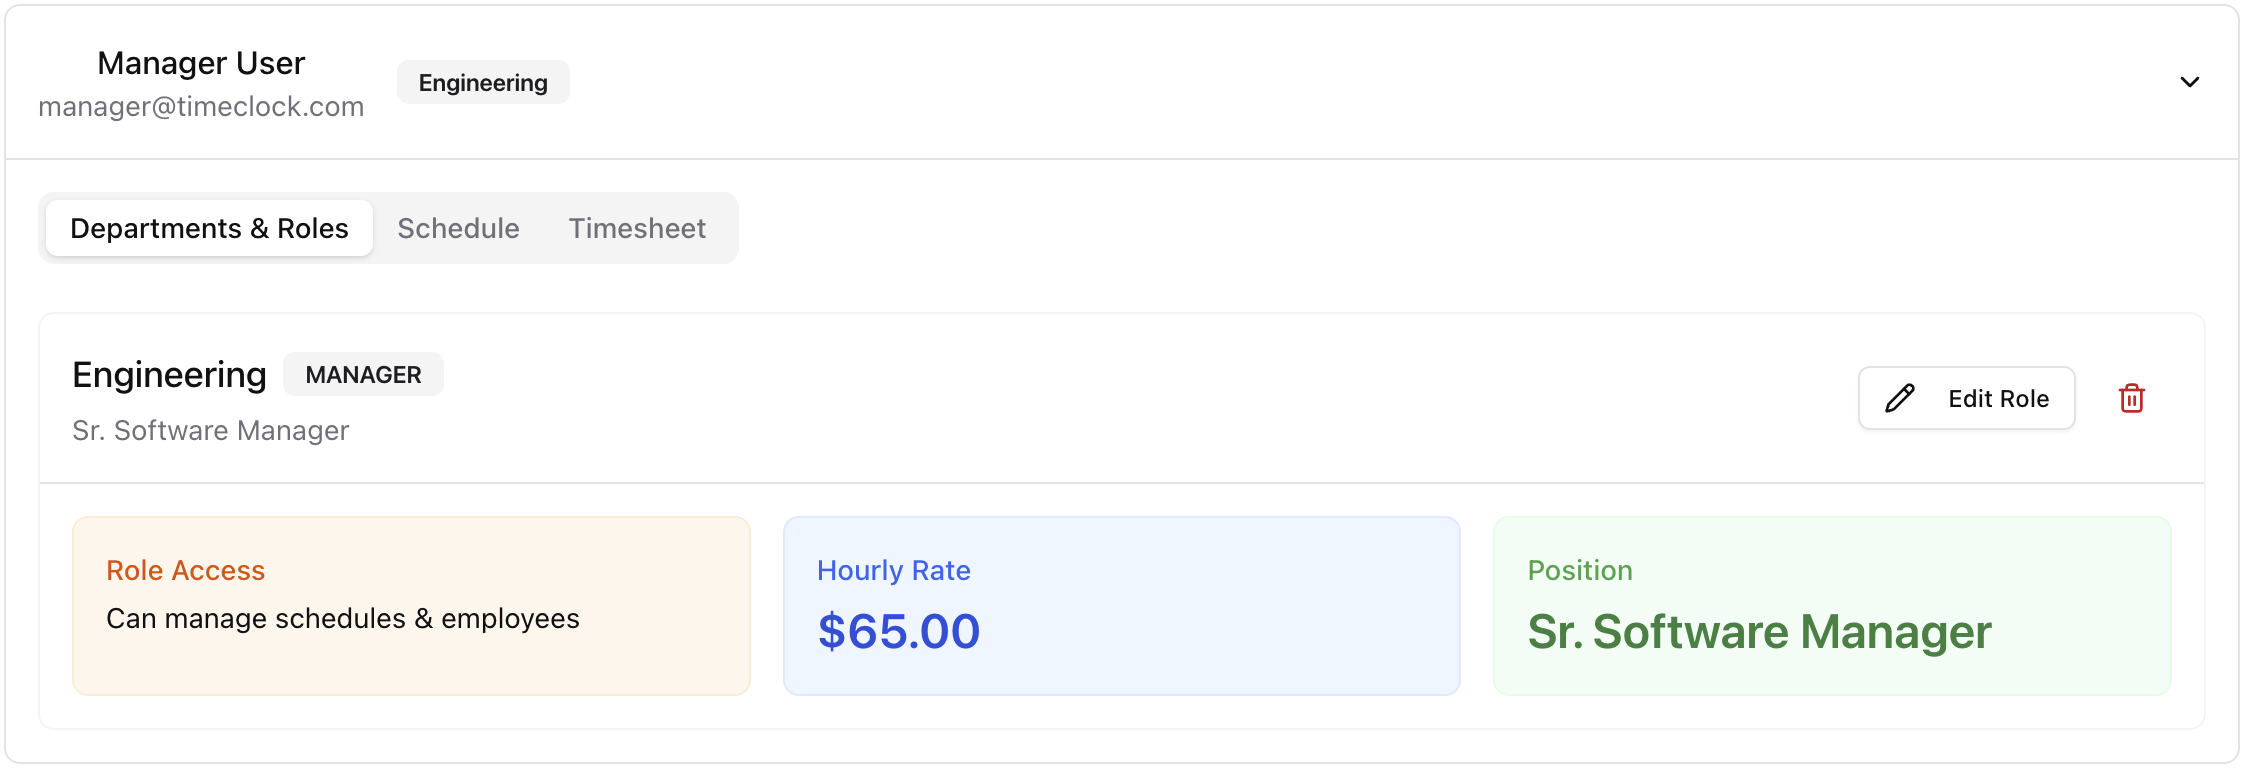 Manager User
manager@timeclock.com
Engineering
Departments & Roles
Schedule
Timesheet
Engineering
MANAGER
Sr. Software Manager
Edit Role
Role Access
Can manage schedules & employees
Hourly Rate
$65.00
Position
Sr. Software Manager